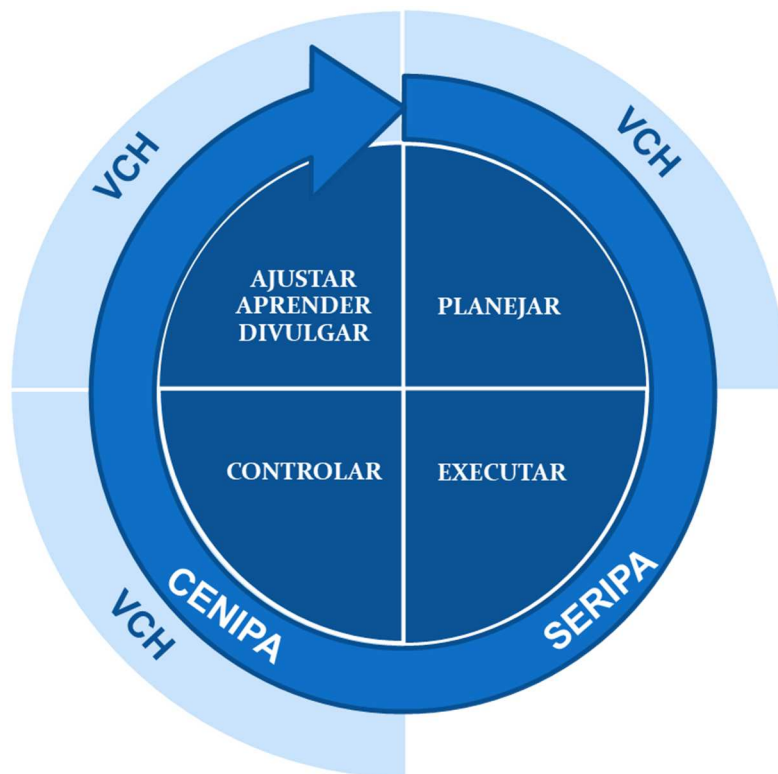 VCH
VCH
AJUSTAR
APRENDER
DIVULGAR
PLANEJAR
CONTROLAR
EXECUTAR
CENIPA
SERIPA
VCH